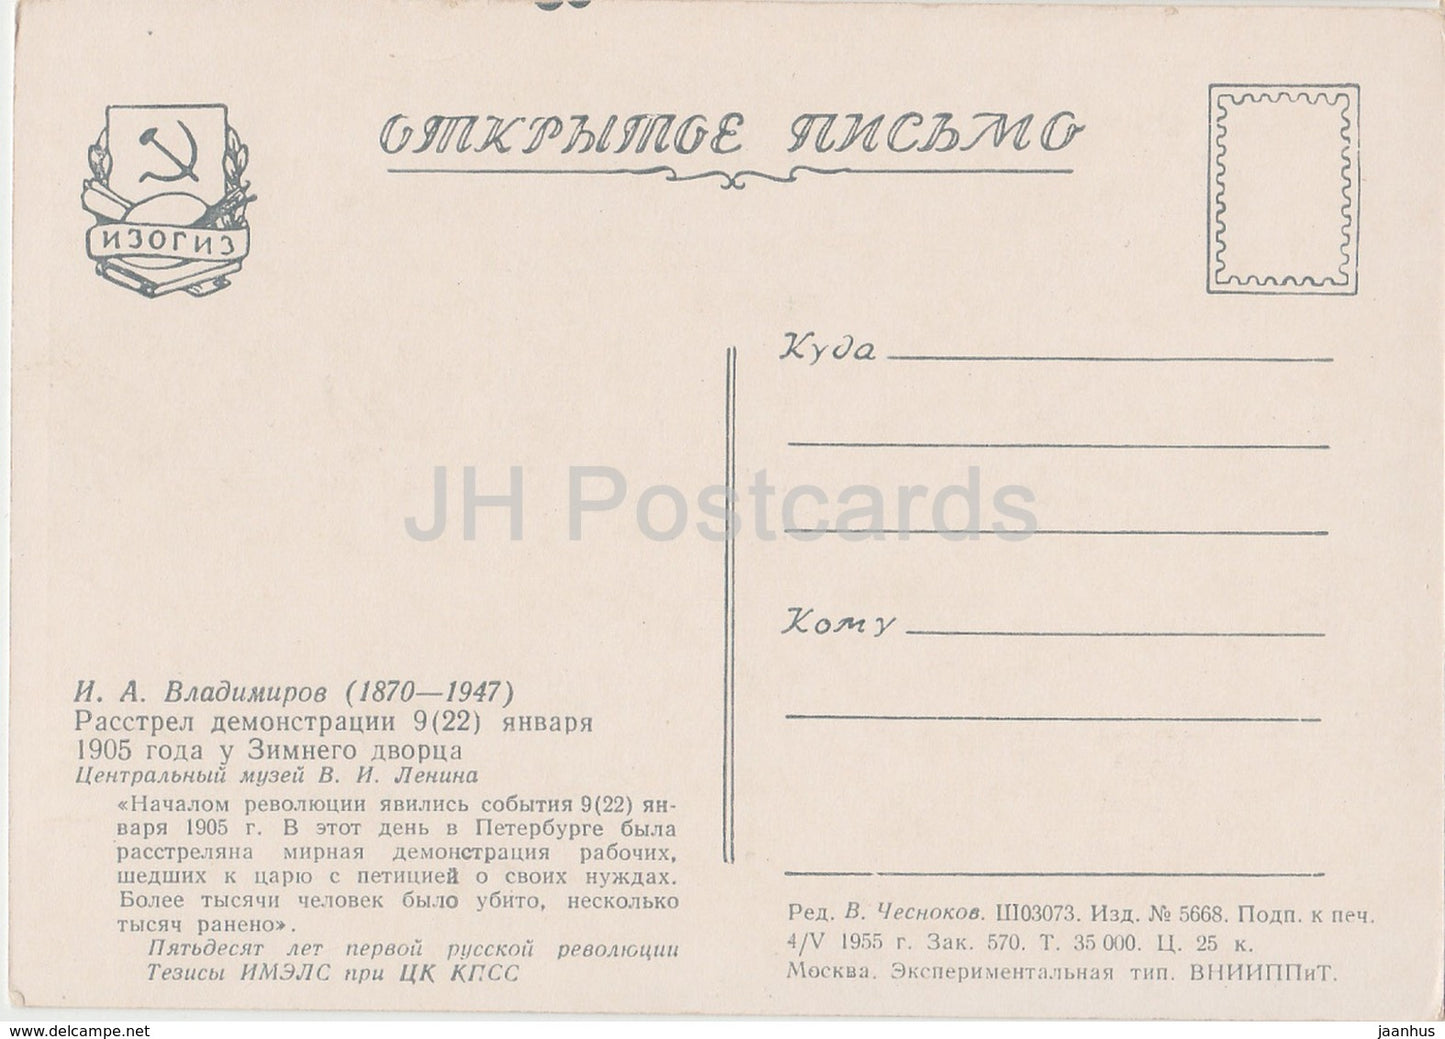 ОТКРЫТОЕ ПИСЬМО
ИЗОГИЗ
Куда
JH Postcards
Кому
И. А. Владимиров (1870—1947)
Расстрел демонстрации 9(22) января
1905 года у Зимнего дворца
Центральный музей В. И. Ленина
«Началом революции явились события 9(22) ян-
варя 1905 г. В этот день в Петербурге была
расстреляна мирная демонстрация рабочих,
шедших к царю с петицией о своих нуждах.
Более тысячи человек было убито, несколько
тысяч ранено».
Пятьдесят лет первой русской революции
Тезисы ИМЭЛС при ЦК КПСС
Ред. В. Чесноков. Ш03073. Изд. № 5668. Подп. к печ.
4/V 1955 г. Зак. 570. Т. 35 000. Ц. 25 к.
Москва. Экспериментальная тип. ВНИИППиТ.
www.delcampe.net
jaanhus